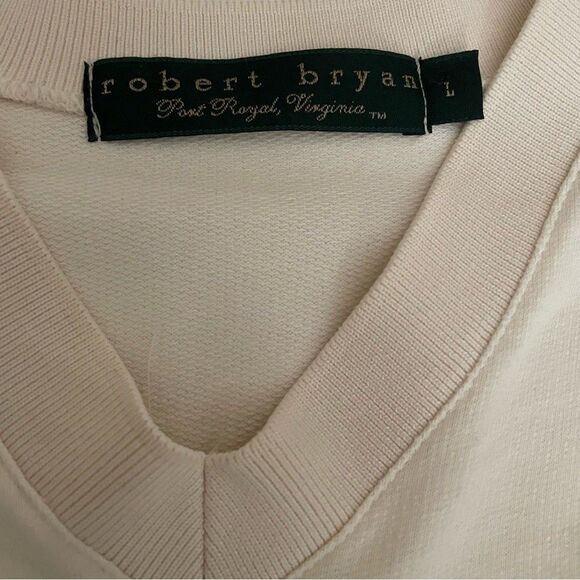 robert bryan
Port Royal, Virginia ™
L